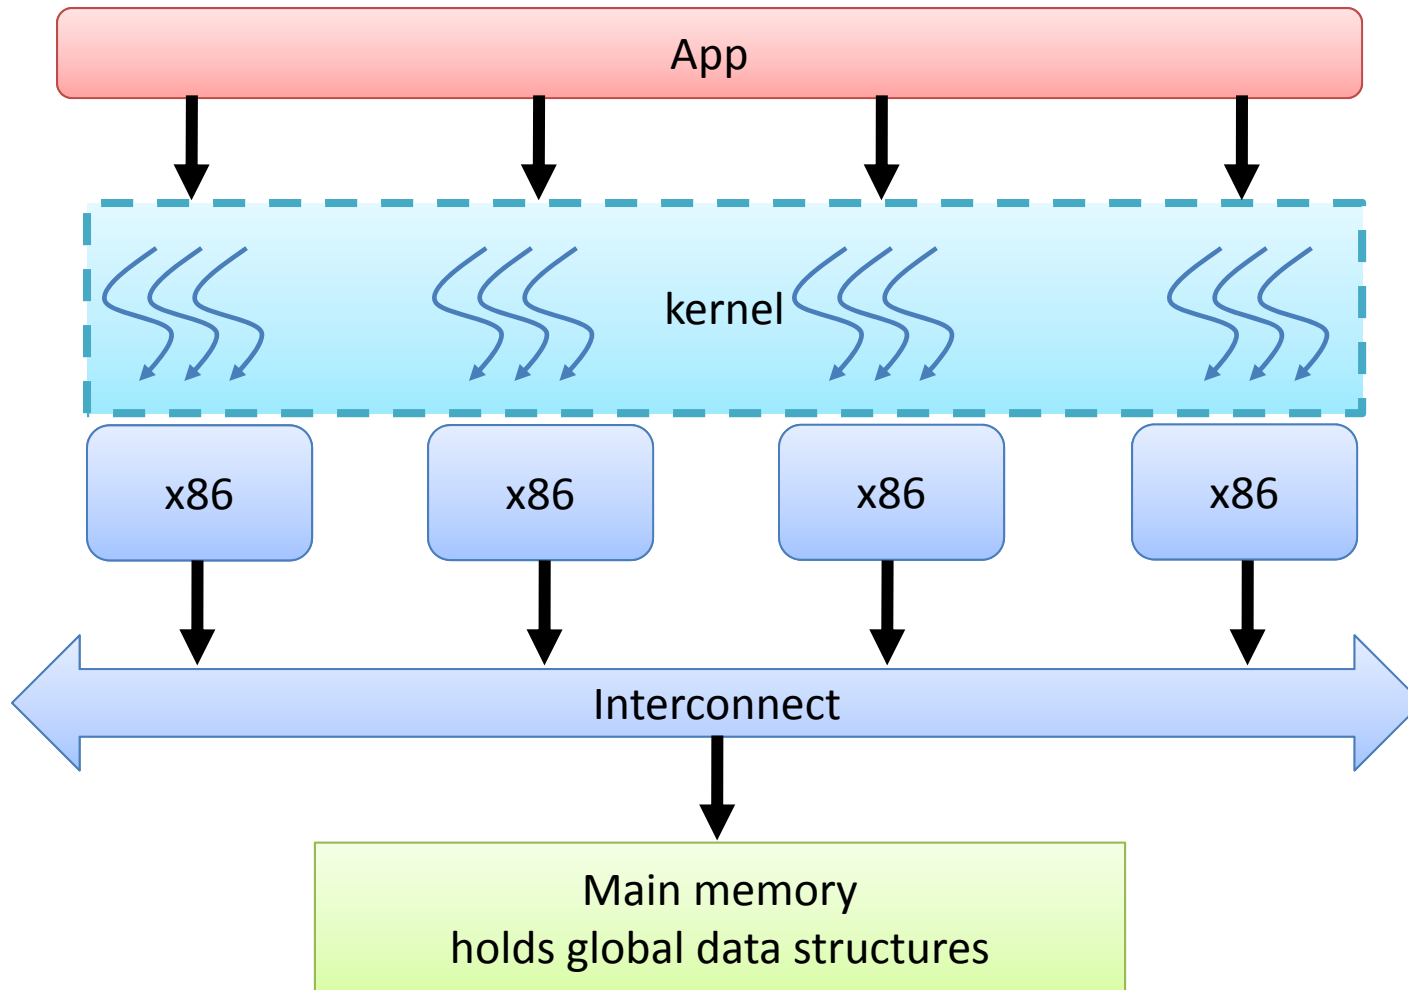 App
kernel
x86
x86
x86
x86
Interconnect
Main memory
holds global data structures